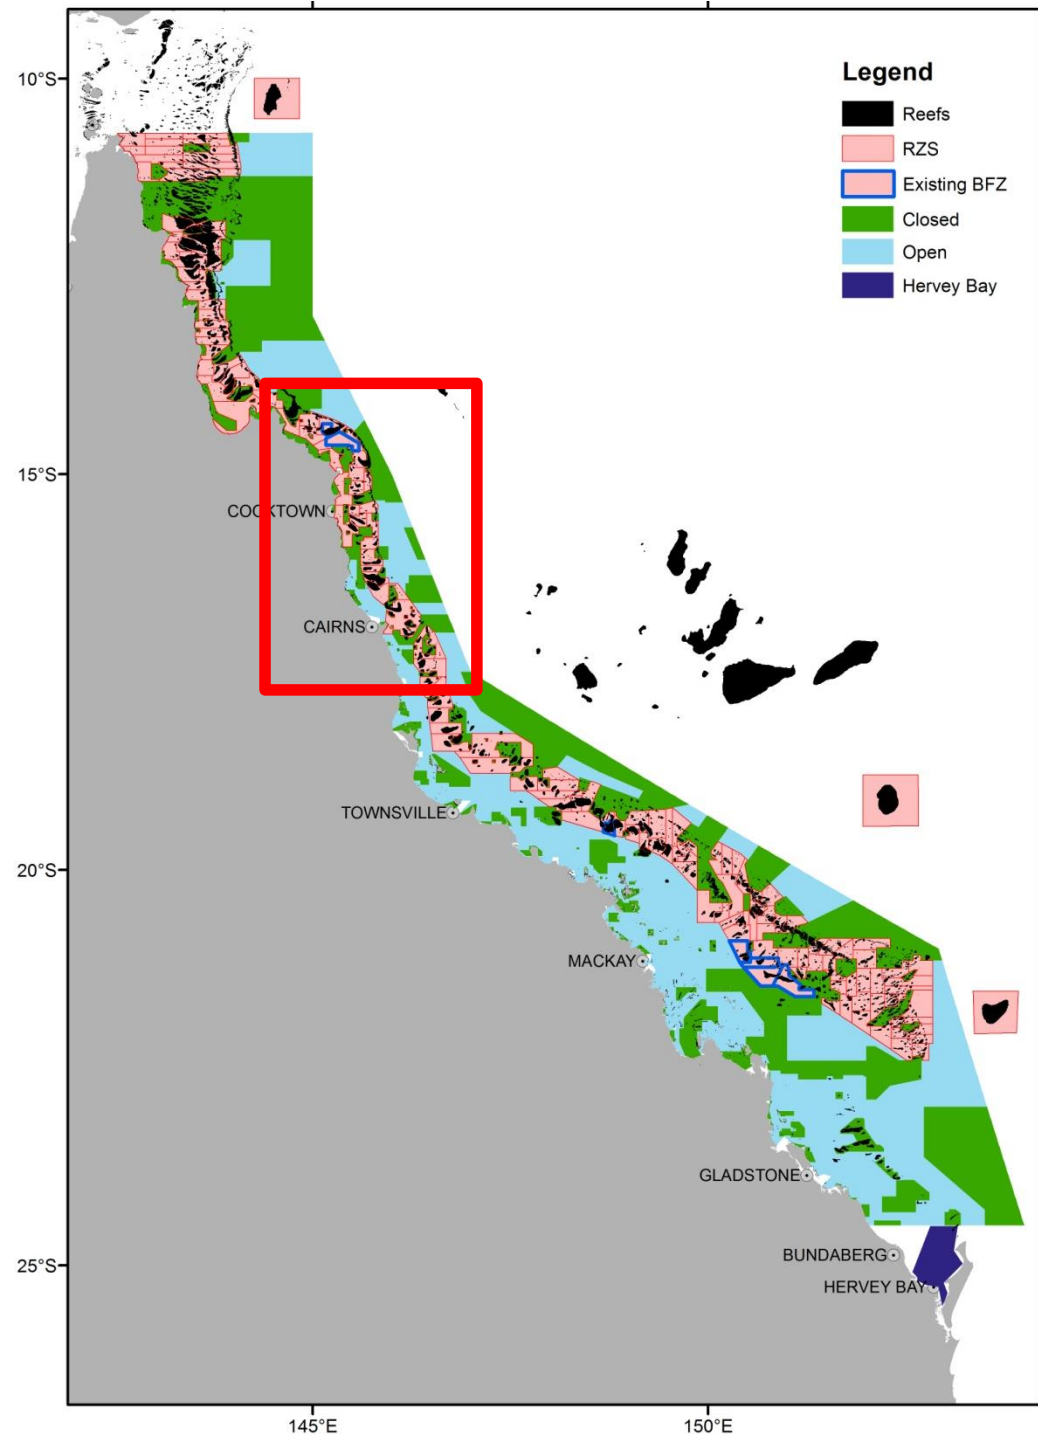 10°S
Legend
Reefs
RZS
Existing BFZ
Closed
Open
Hervey Bay
15°S
COOKTOWN
CAIRNS
TOWNSVILLE
20°S
MACKAY
GLADSTONE
BUNDABERG
25°S
HERVEY BAY
145°E
150°E